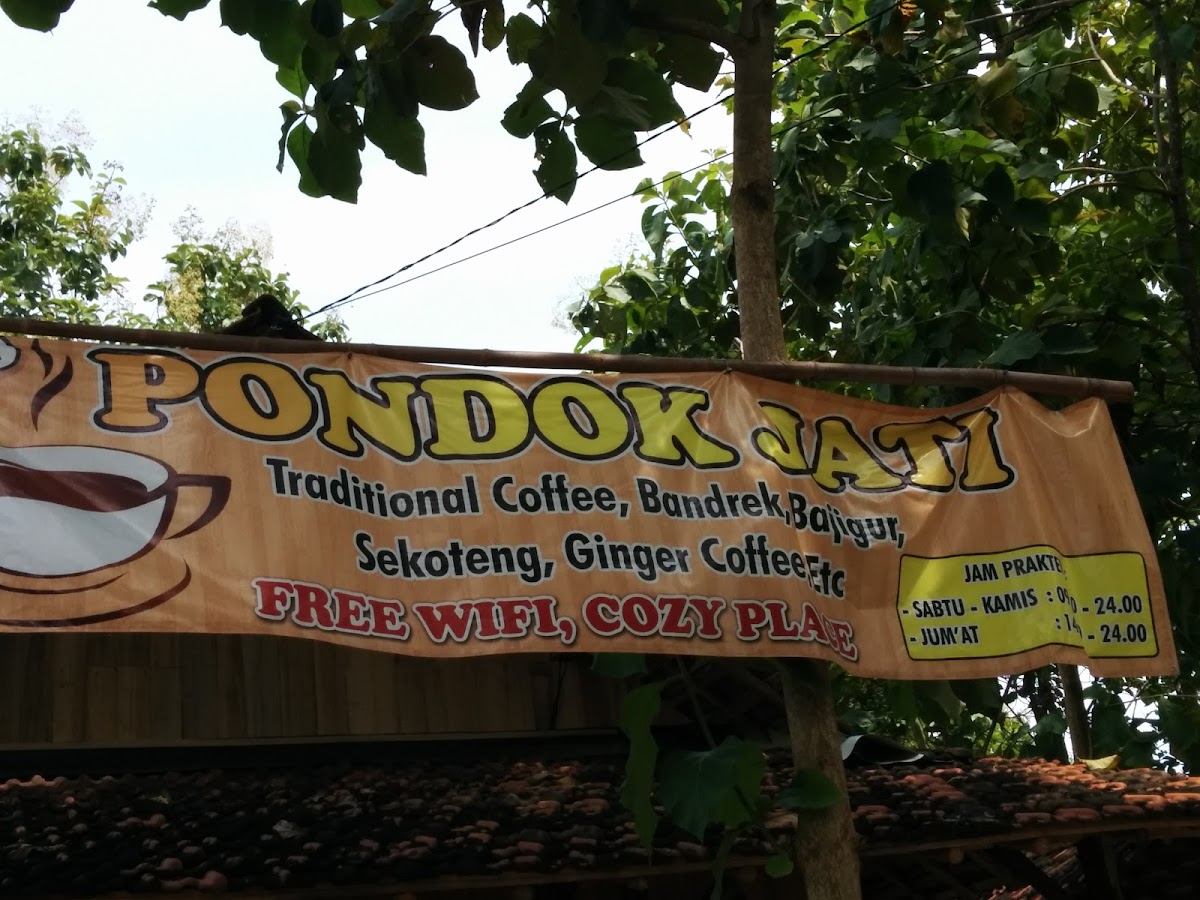 PONDOK JATI
Traditional Coffee, Bandrek, Bajigur,
Sekoteng, Ginger Coffee, Etc
FREE WIFI, COZY PLACE
JAM
- SABTU - KAMIS : - 24.00
- JUM'AT : - 24.00